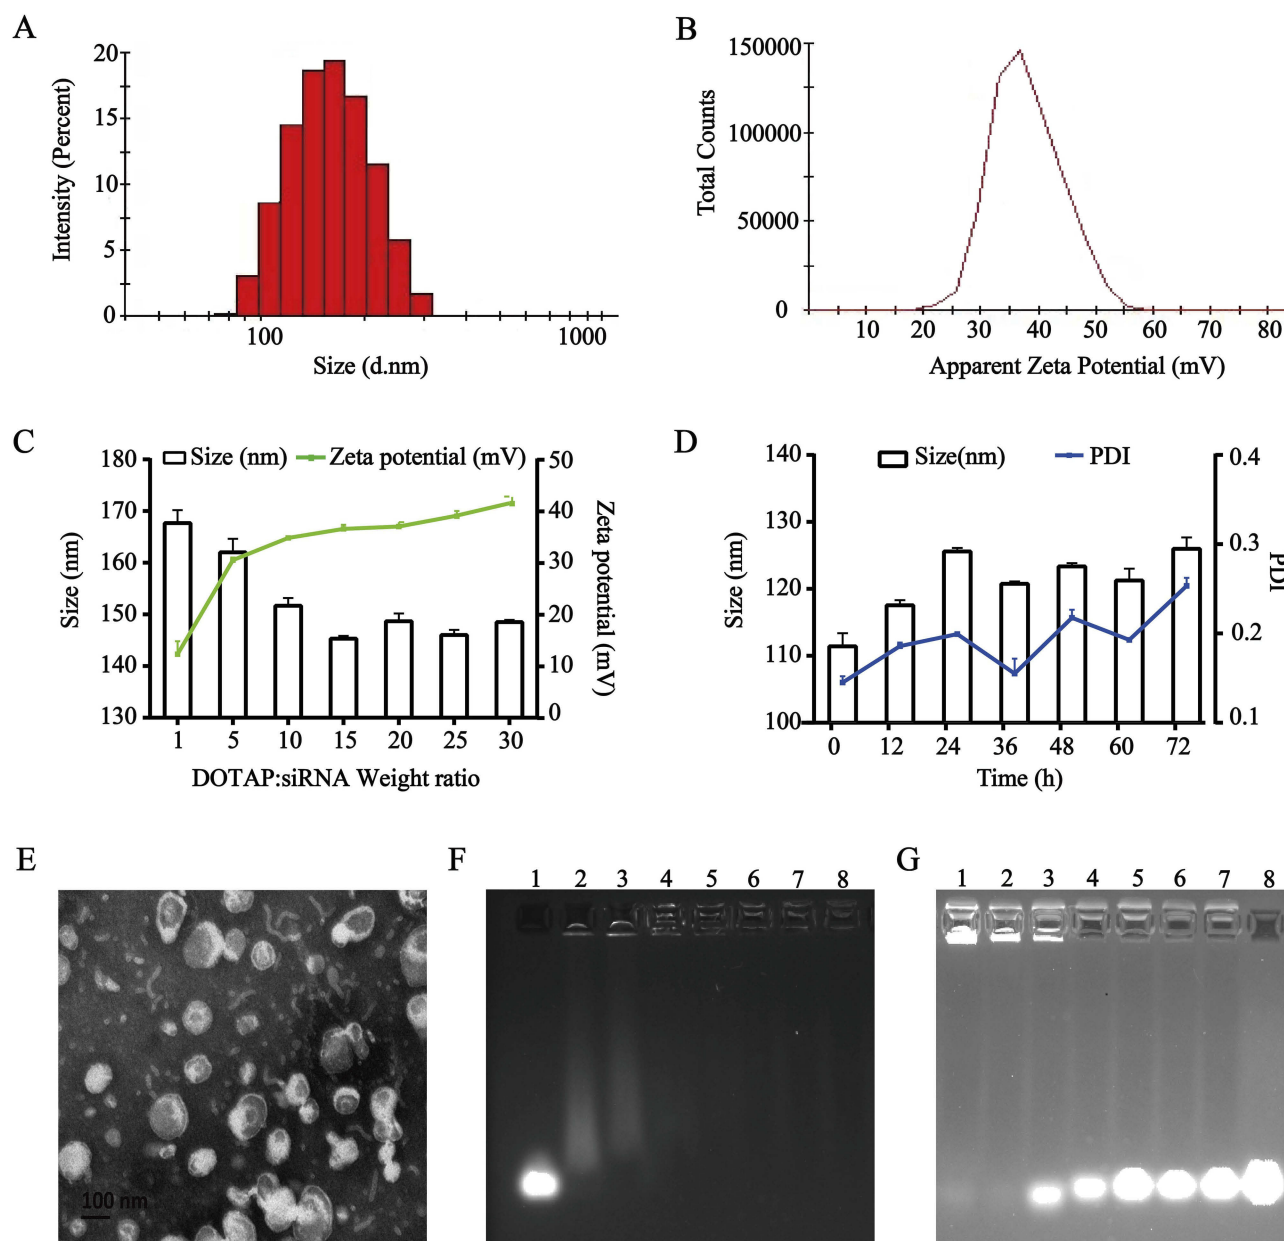 A
20
15
10
5
0
Intensity (Percent)
100
1000
Size (d.nm)
B
150000
100000
50000
0
Total Counts
10 20 30 40 50 60 70 80
Apparent Zeta Potential (mV)
C
Size (nm)
Zeta potential (mV)
180
170
160
150
140
130
Size (nm)
50
40
30
20
10
0
Zeta potential (mV)
1 5 10 15 20 25 30
DOTAP:siRNA Weight ratio
D
Size(nm)
PDI
140
130
120
110
100
Size (nm)
0.4
0.3
0.2
0.1
PDI
0 12 24 36 48 60 72
Time (h)
E
100 nm
F
1 2 3 4 5 6 7 8
G
1 2 3 4 5 6 7 8